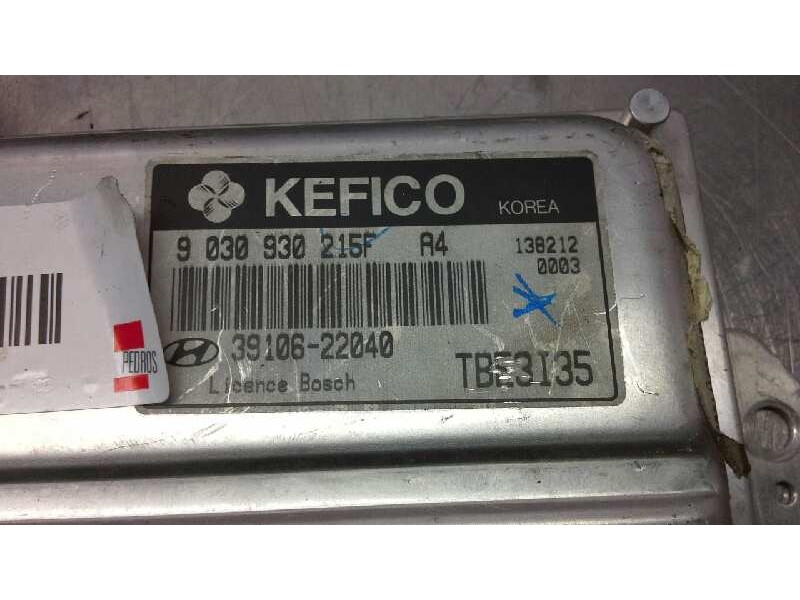 KEFICO KOREA
9 030 930 215F A4 138212
0003
39106-22040
Licence Bosch TBE3I35
PEDROS